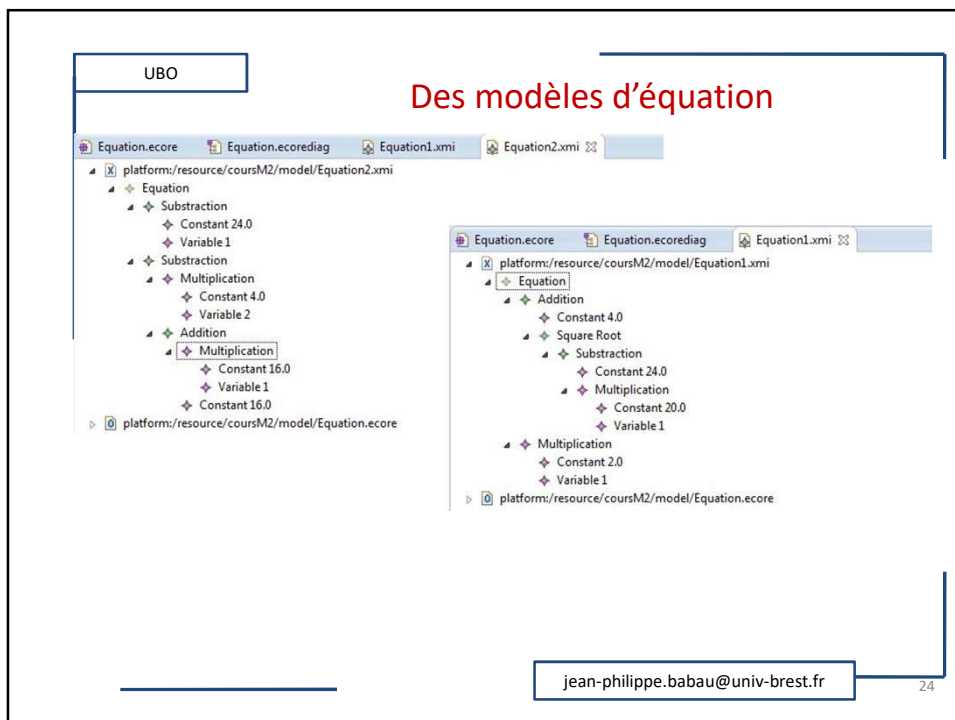 UBO
Des modèles d’équation
Equation.ecore Equation.ecorediag Equation1.xmi Equation2.xmi
platform:/resource/coursM2/model/Equation2.xmi
Equation
Substraction
Constant 24.0
Variable 1
Substraction
Multiplication
Constant 4.0
Variable 2
Addition
Multiplication
Constant 16.0
Variable 1
Constant 16.0
platform:/resource/coursM2/model/Equation.ecore
Equation.ecore Equation.ecorediag Equation1.xmi
platform:/resource/coursM2/model/Equation1.xmi
Equation
Addition
Constant 4.0
Square Root
Substraction
Constant 24.0
Multiplication
Constant 20.0
Variable 1
Multiplication
Constant 2.0
Variable 1
platform:/resource/coursM2/model/Equation.ecore
jean-philippe.babau@univ-brest.fr
24